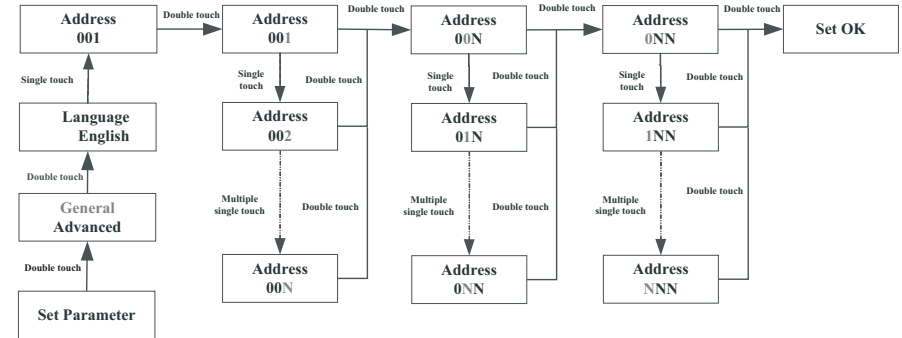 Address
001
Double touch
Address
001
Double touch
Address
00N
Double touch
Address
0NN
Double touch
Set OK
Single touch
Single
touch
Double touch
Single
touch
Double touch
Single
touch
Double touch
Language
English
Address
002
Address
01N
Address
1NN
Double touch
General
Advanced
Multiple
single touch
Double touch
Multiple
single touch
Double touch
Multiple
single touch
Double touch
Double touch
Address
00N
Address
0NN
Address
NNN
Set Parameter